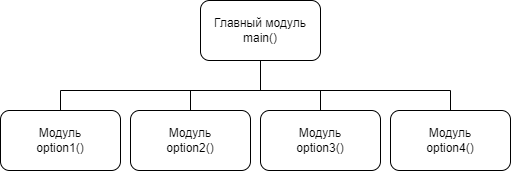 Главный модуль
main()
Модуль
option1()
Модуль
option2()
Модуль
option3()
Модуль
option4()